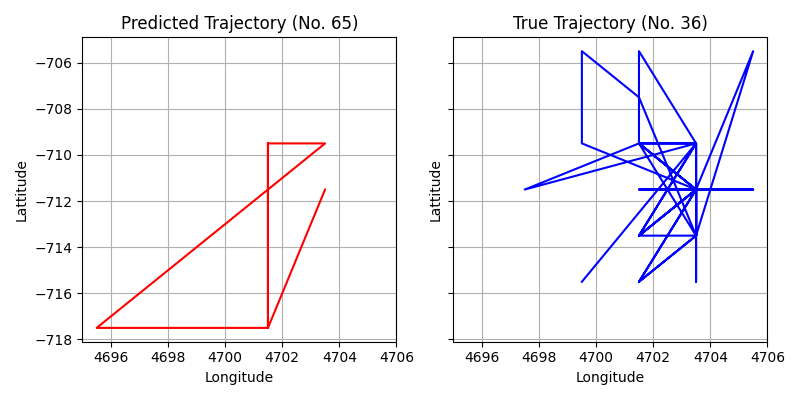 Predicted Trajectory (No. 65)
True Trajectory (No. 36)
−706
−708
−710
−712
−714
−716
−718
Lattitude
Lattitude
4696 4698 4700 4702 4704 4706
4696 4698 4700 4702 4704 4706
Longitude
Longitude